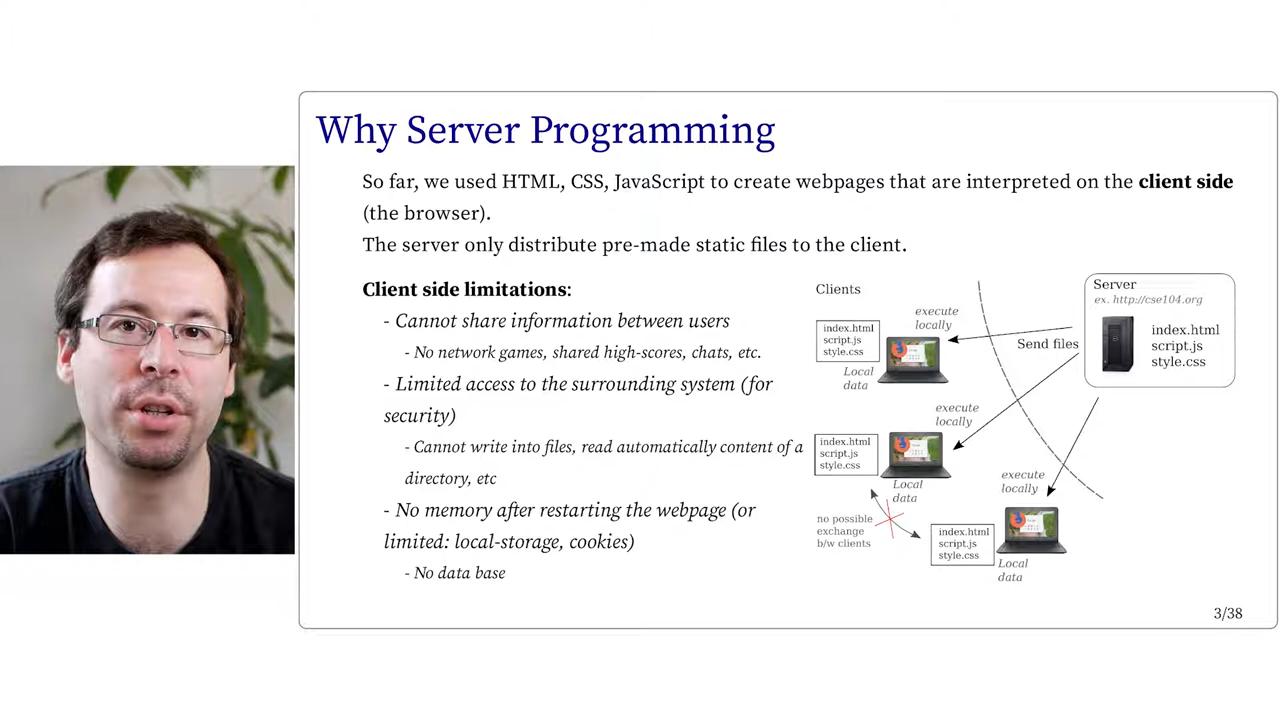 Why Server Programming
So far, we used HTML, CSS, JavaScript to create webpages that are interpreted on the client side
(the browser).
The server only distribute pre-made static files to the client.
Client side limitations:
- Cannot share information between users
- No network games, shared high-scores, chats, etc.
- Limited access to the surrounding system (for
security)
- Cannot write into files, read automatically content of a
directory, etc
- No memory after restarting the webpage (or
limited: local-storage, cookies)
- No data base
Clients
execute
locally
index.html
script.js
style.css
Local
data
Send files
Server
ex. http://cse104.org
index.html
script.js
style.css
execute
locally
index.html
script.js
style.css
Local
data
execute
locally
no possible
exchange
b/w clients
index.html
script.js
style.css
Local
data
3/38